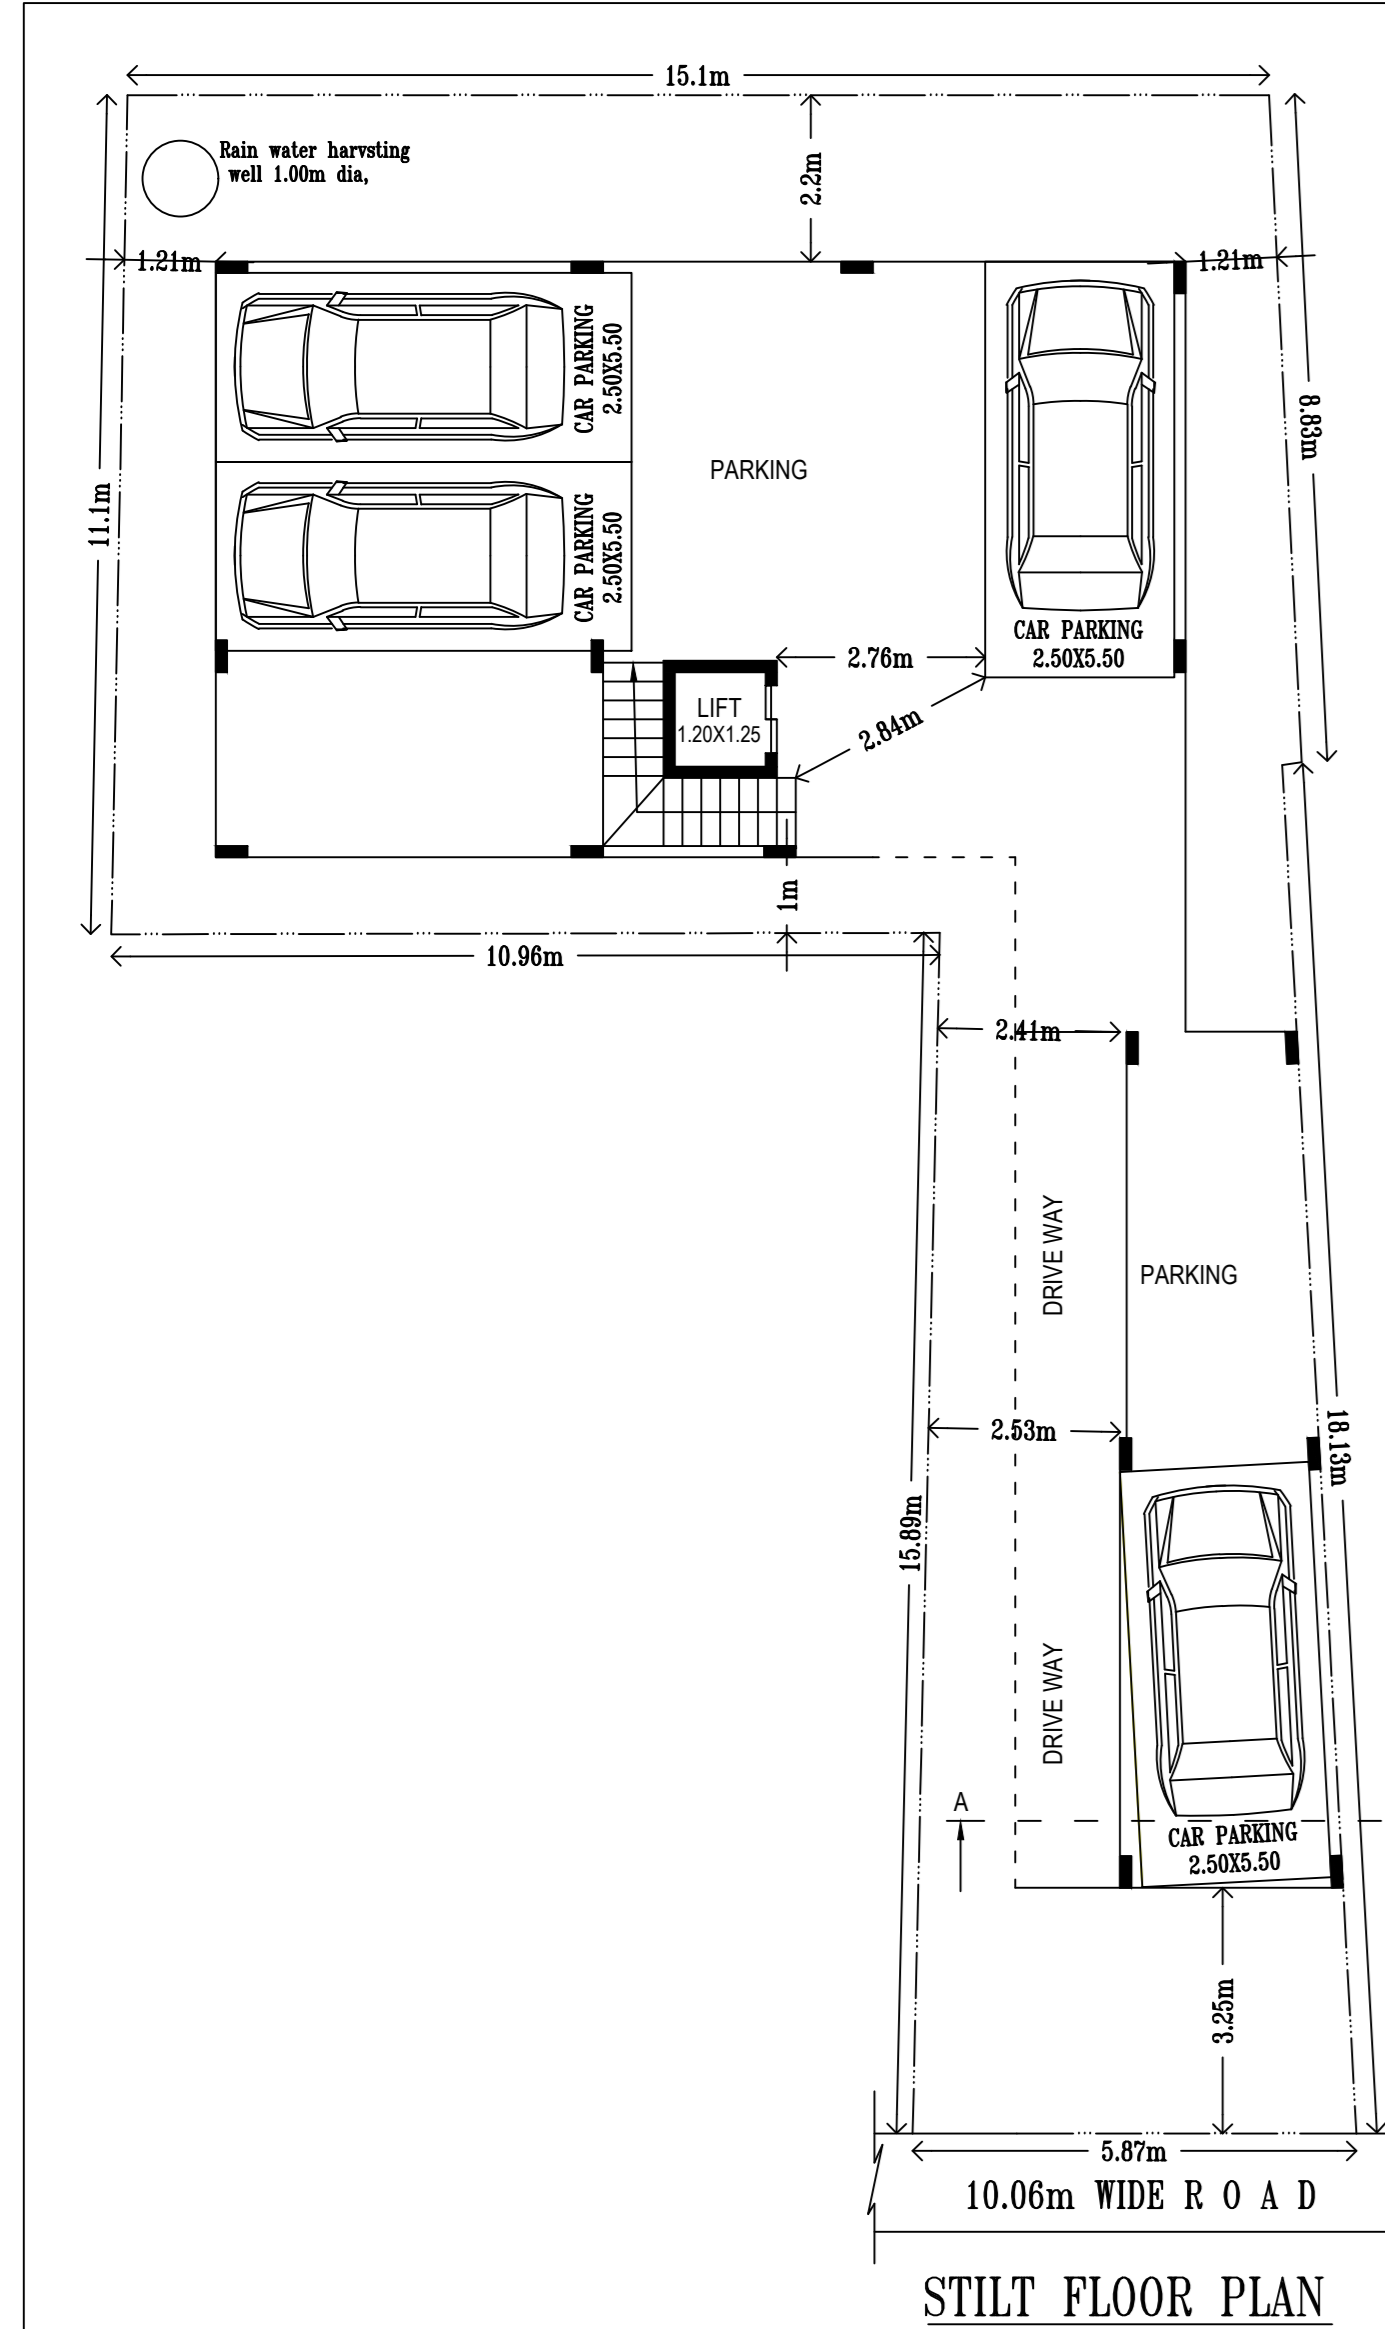 15.1m
Rain water harvsting
well 1.00m dia,
2.2m
1.21m
1.21m
CAR PARKING
2.50X5.50
8.83m
PARKING
11.1m
CAR PARKING
2.50X5.50
CAR PARKING
2.50X5.50
2.76m
LIFT
1.20X1.25
2.84m
1m
10.96m
2.41m
DRIVE WAY
PARKING
2.53m
18.13m
15.89m
DRIVE WAY
A
CAR PARKING
2.50X5.50
3.25m
5.87m
10.06m WIDE R O A D
STILT FLOOR PLAN